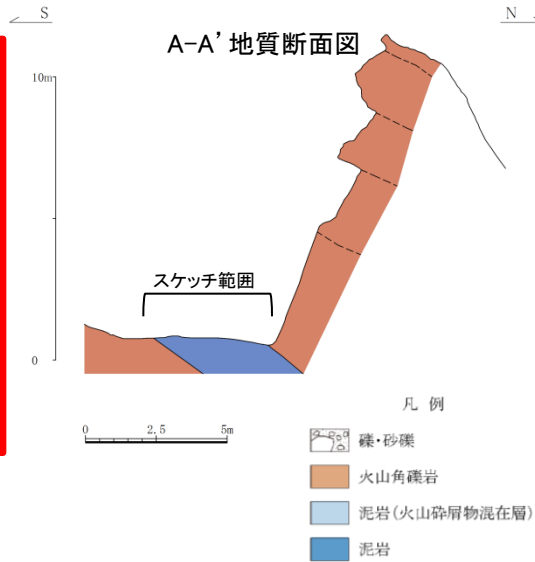 S
N
A-A’地質断面図
10m
スケッチ範囲
0
0 2.5 5m
凡 例
礫・砂礫
火山角礫岩
泥岩(火山砕屑物混在層)
泥岩